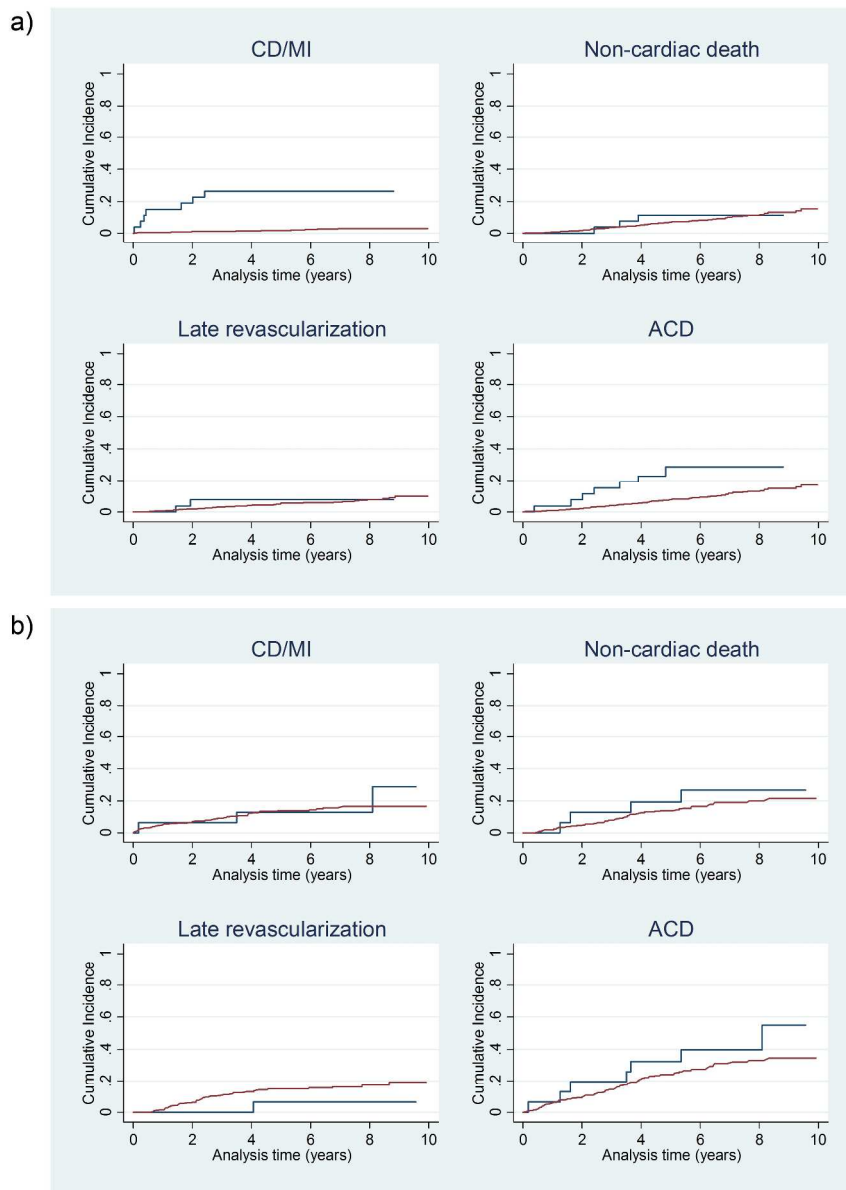 a)
CD/MI
Cumulative Incidence
0 .2 .4 .6 .8 1
0 2 4 6 8 10
Analysis time (years)
Non-cardiac death
Cumulative Incidence
0 .2 .4 .6 .8 1
0 2 4 6 8 10
Analysis time (years)
Late revascularization
Cumulative Incidence
0 .2 .4 .6 .8 1
0 2 4 6 8 10
Analysis time (years)
ACD
Cumulative Incidence
0 .2 .4 .6 .8 1
0 2 4 6 8 10
Analysis time (years)
b)
CD/MI
Cumulative Incidence
0 .2 .4 .6 .8 1
0 2 4 6 8 10
Analysis time (years)
Non-cardiac death
Cumulative Incidence
0 .2 .4 .6 .8 1
0 2 4 6 8 10
Analysis time (years)
Late revascularization
Cumulative Incidence
0 .2 .4 .6 .8 1
0 2 4 6 8 10
Analysis time (years)
ACD
Cumulative Incidence
0 .2 .4 .6 .8 1
0 2 4 6 8 10
Analysis time (years)